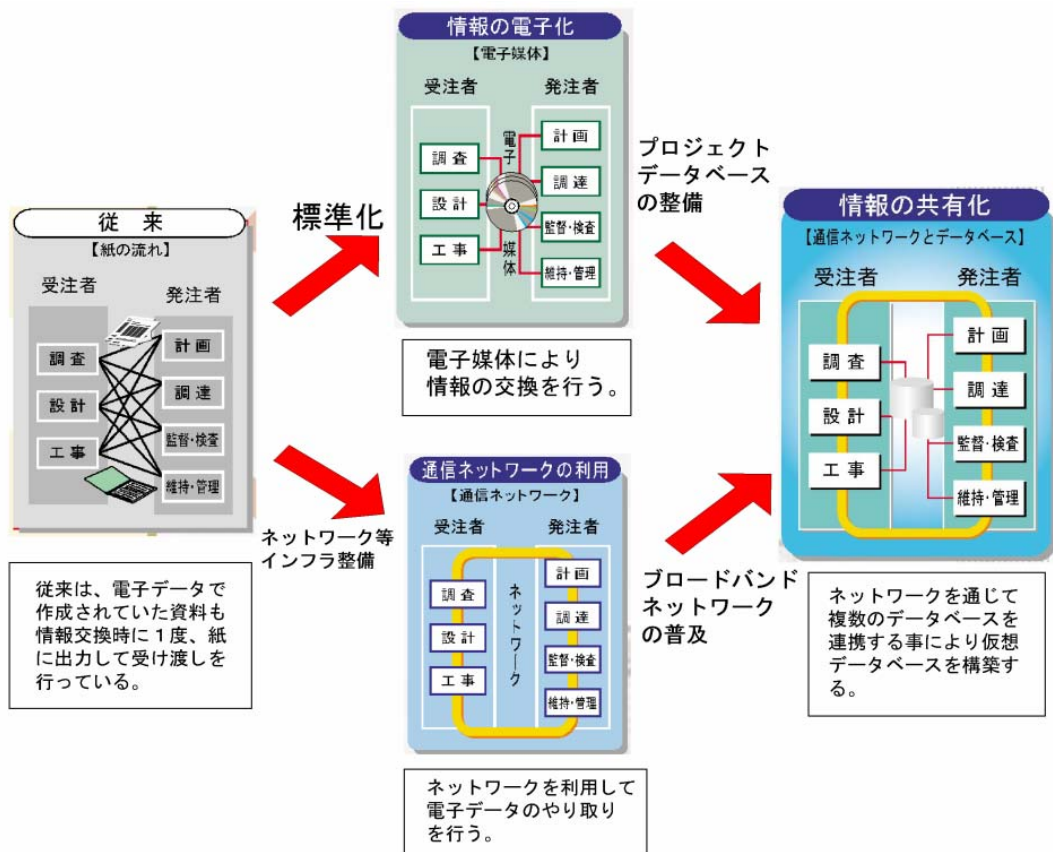 従 来
【紙の流れ】
受注者
発注者
調 査
設 計
工 事
計 画
調 達
監督・検査
維持・管理
従来は、電子データで
作成されていた資料も
情報交換時に１度、紙
に出力して受け渡しを
行っている。
標準化
ネットワーク等
インフラ整備
情報の電子化
【電子媒体】
受注者
発注者
調 査
設 計
工 事
電子
媒体
計 画
調 達
監督・検査
維持・管理
電子媒体により
情報の交換を行う。
通信ネットワークの利用
【通信ネットワーク】
受注者
発注者
調 査
設 計
工 事
ネットワーク
計 画
調 達
監督・検査
維持・管理
ネットワークを利用して
電子データのやり取り
を行う。
プロジェクト
データベース
の整備
ブロードバンド
ネットワーク
の普及
情報の共有化
【通信ネットワークとデータベース】
受注者
発注者
調 査
設 計
工 事
計 画
調 達
監督・検査
維持・管理
ネットワークを通じて
複数のデータベースを
連携する事により仮想
データベースを構築す
る。